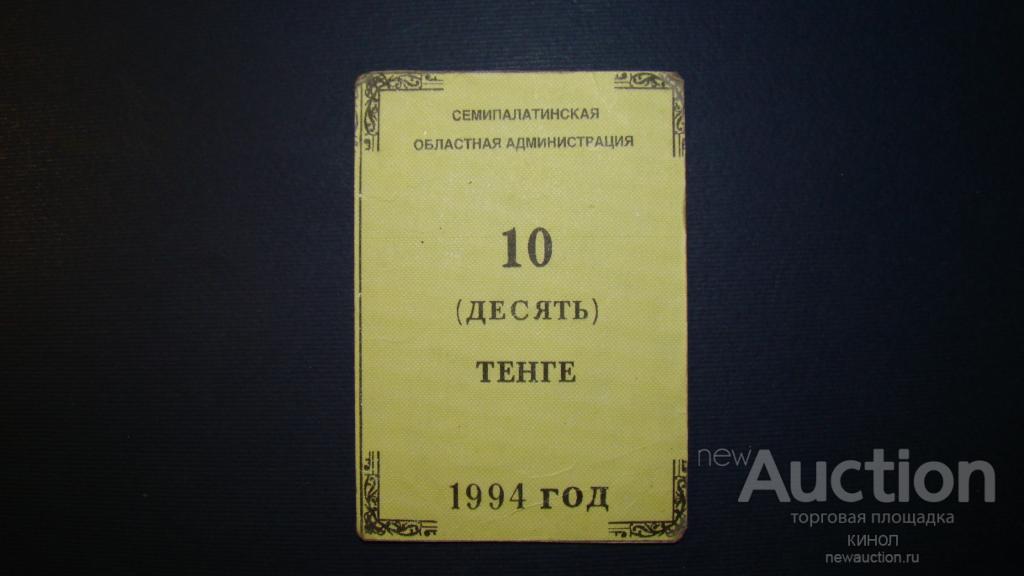 СЕМИПАЛАТИНСКАЯ
ОБЛАСТНАЯ АДМИНИСТРАЦИЯ
10
(ДЕСЯТЬ)
ТЕНГЕ
1994 ГОД
newAuction
торговая площадка
КИНОЛ
newauction.ru